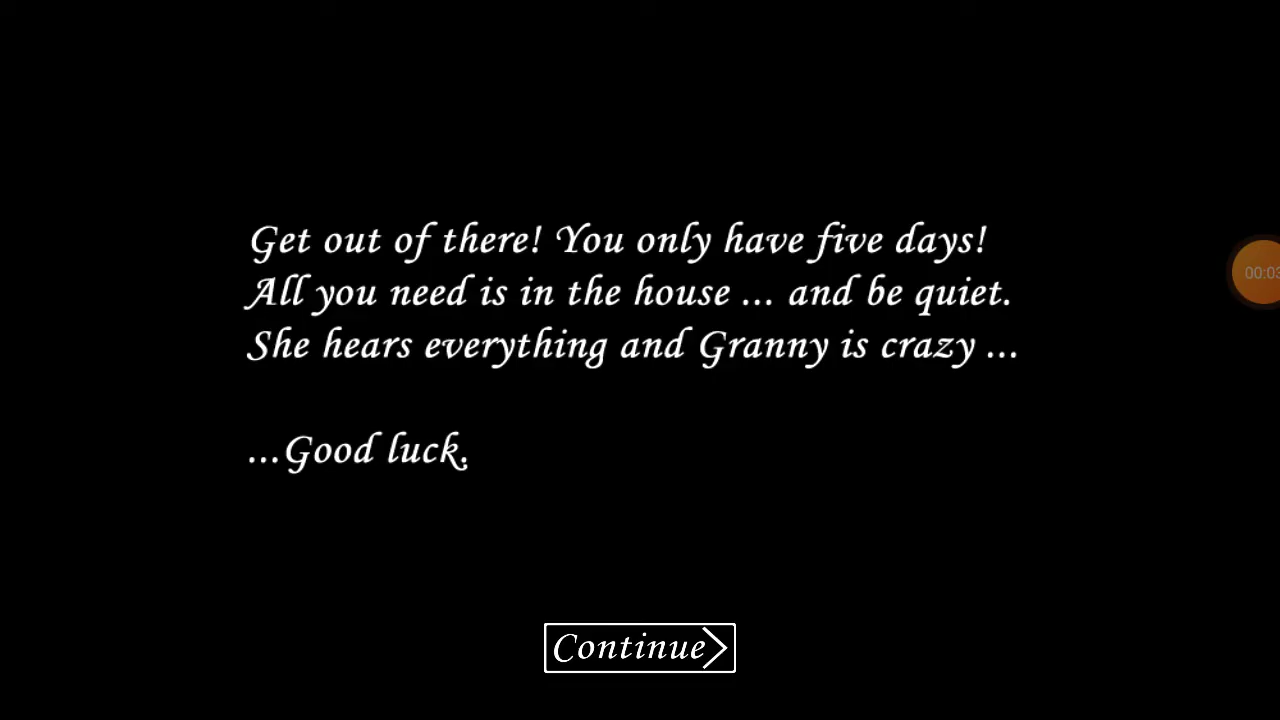 Get out of there! You only have five days!
All you need is in the house ... and be quiet.
She hears everything and Granny is crazy ...
...Good luck.
Continue